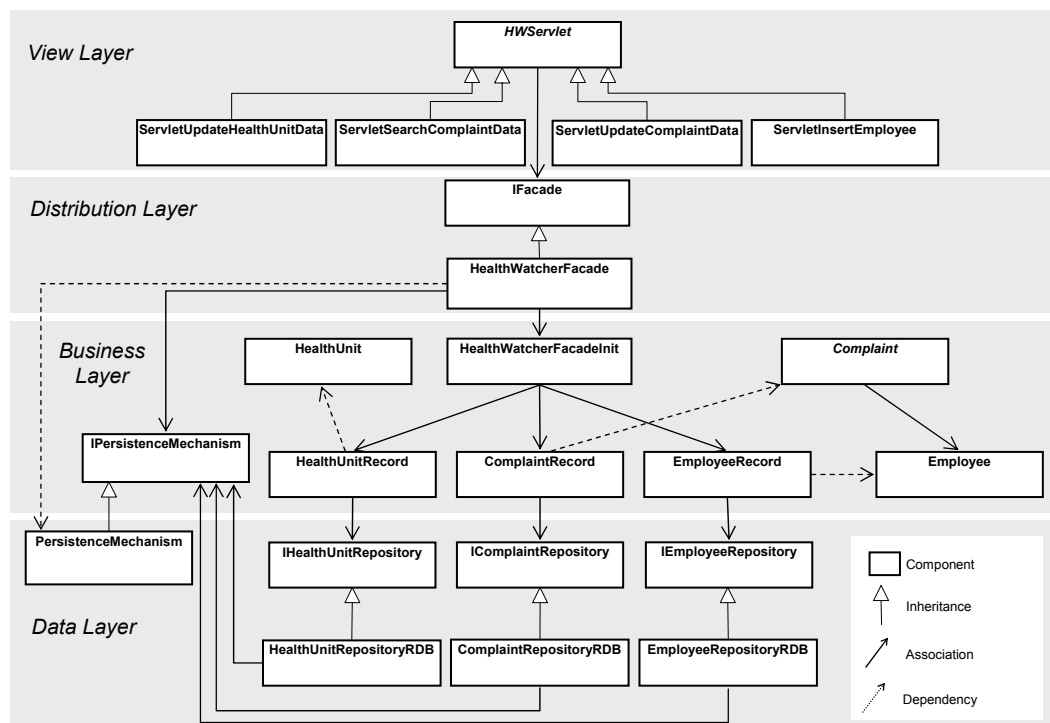 HWServlet
View Layer
ServletUpdateHealthUnitData
ServletSearchComplaintData
ServletUpdateComplaintData
ServletInsertEmployee
IFacade
Distribution Layer
HealthWatcherFacade
Business
Layer
HealthUnit
HealthWatcherFacadeInit
Complaint
IPersistenceMechanism
HealthUnitRecord
ComplaintRecord
EmployeeRecord
Employee
PersistenceMechanism
IHealthUnitRepository
IComplaintRepository
IEmployeeRepository
Component
Inheritance
Data Layer
HealthUnitRepositoryRDB
ComplaintRepositoryRDB
EmployeeRepositoryRDB
Association
Dependency